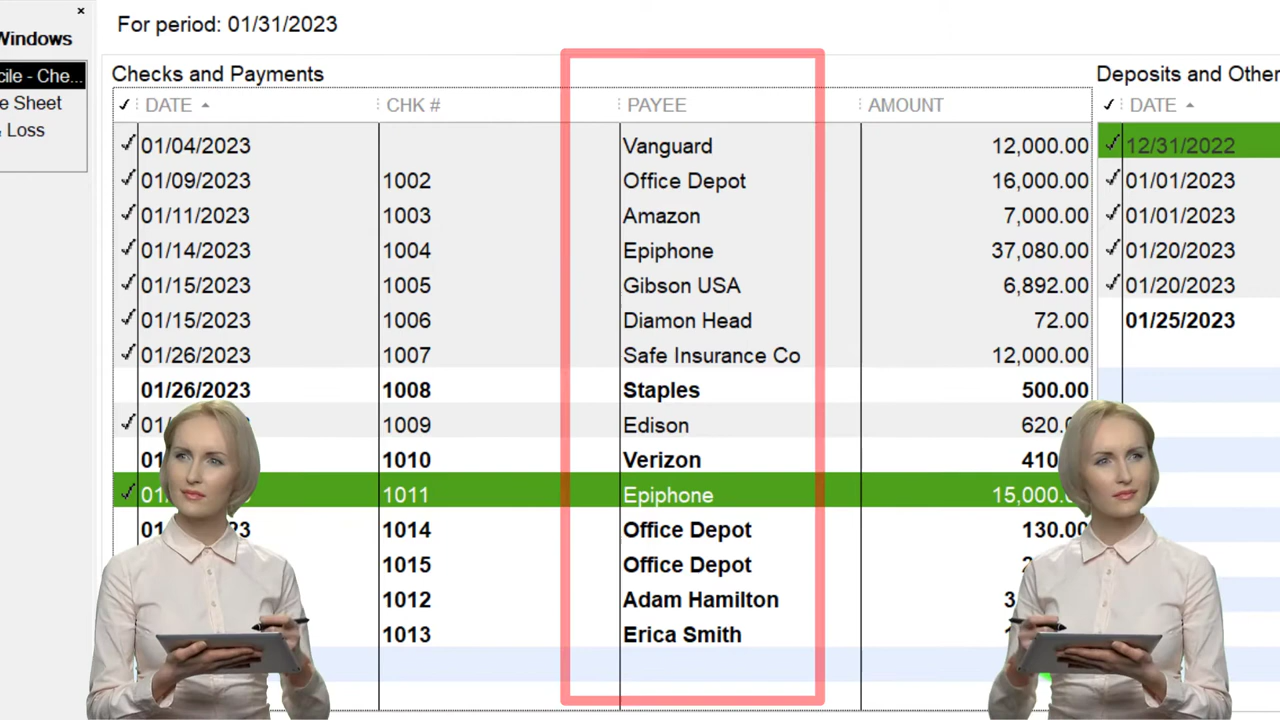 For period: 01/31/2023
Windows
cile - Che...
e Sheet
Loss
Checks and Payments
Deposits and Other
✓ DATE CHK # PAYEE AMOUNT ✓ DATE
✓ 01/04/2023 Vanguard 12,000.00 ✓ 12/31/2022
✓ 01/09/2023 1002 Office Depot 16,000.00 ✓ 01/01/2023
✓ 01/11/2023 1003 Amazon 7,000.00 ✓ 01/01/2023
✓ 01/14/2023 1004 Epiphone 37,080.00 ✓ 01/20/2023
✓ 01/15/2023 1005 Gibson USA 6,892.00 ✓ 01/20/2023
✓ 01/15/2023 1006 Diamon Head 72.00 01/25/2023
✓ 01/26/2023 1007 Safe Insurance Co 12,000.00
01/26/2023 1008 Staples 500.00
✓ 1009 Edison 620.
1010 Verizon 410
✓ 1011 Epiphone 15,000.
1014 Office Depot 130.00
1015 Office Depot
1012 Adam Hamilton
1013 Erica Smith